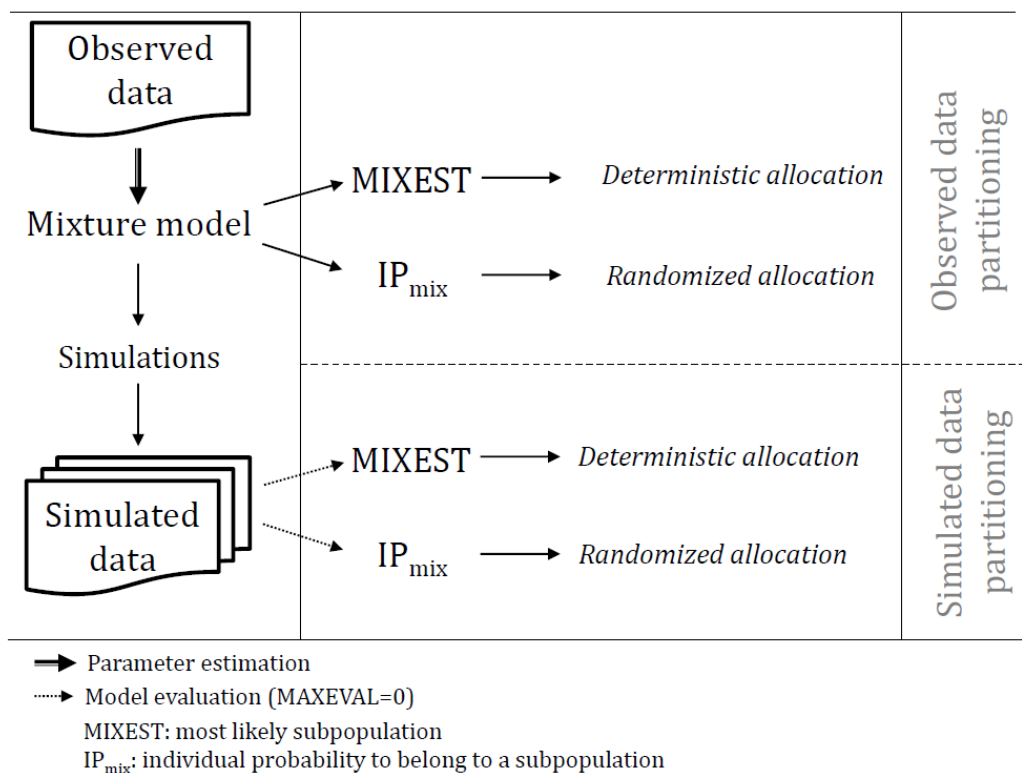 Observed
data
MIXEST
Deterministic allocation
Mixture model
IPmix
Randomized allocation
Observed data
partitioning
Simulations
MIXEST
Deterministic allocation
Simulated
data
IPmix
Randomized allocation
Simulated data
partitioning
Parameter estimation
Model evaluation (MAXEVAL=0)
MIXEST: most likely subpopulation
IPmix: individual probability to belong to a subpopulation